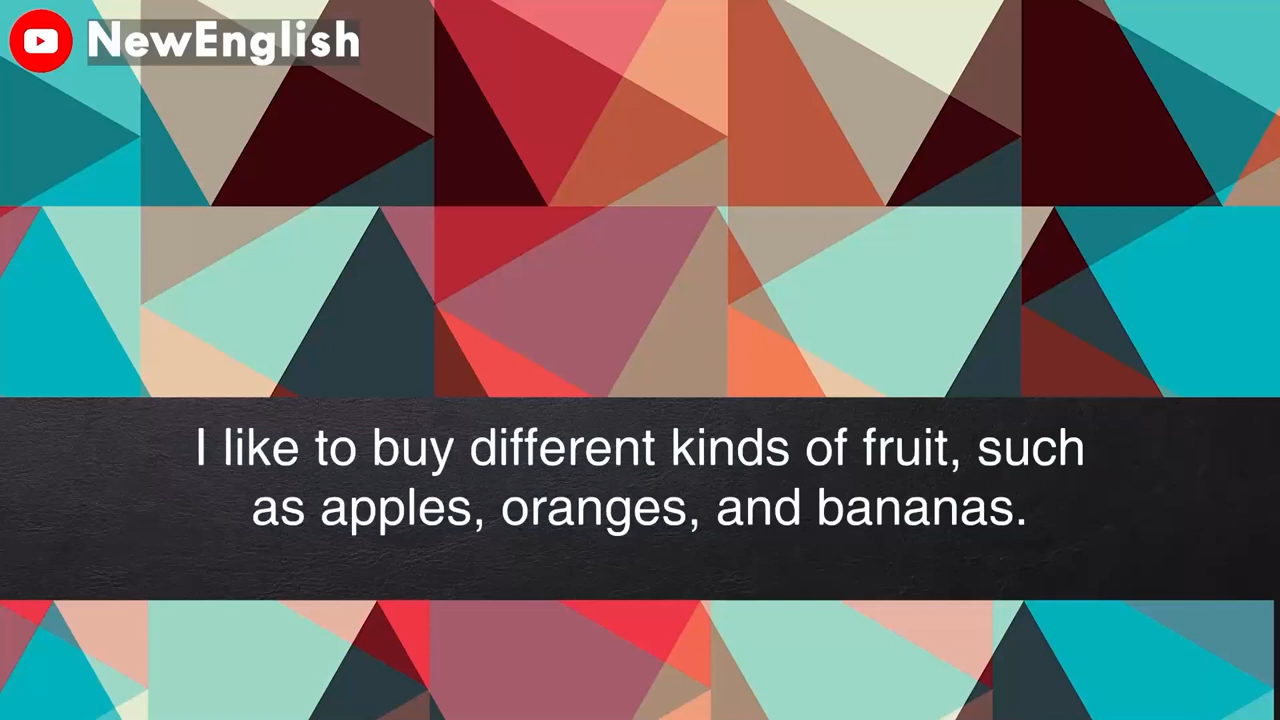 NewEnglish
I like to buy different kinds of fruit, such
as apples, oranges, and bananas.